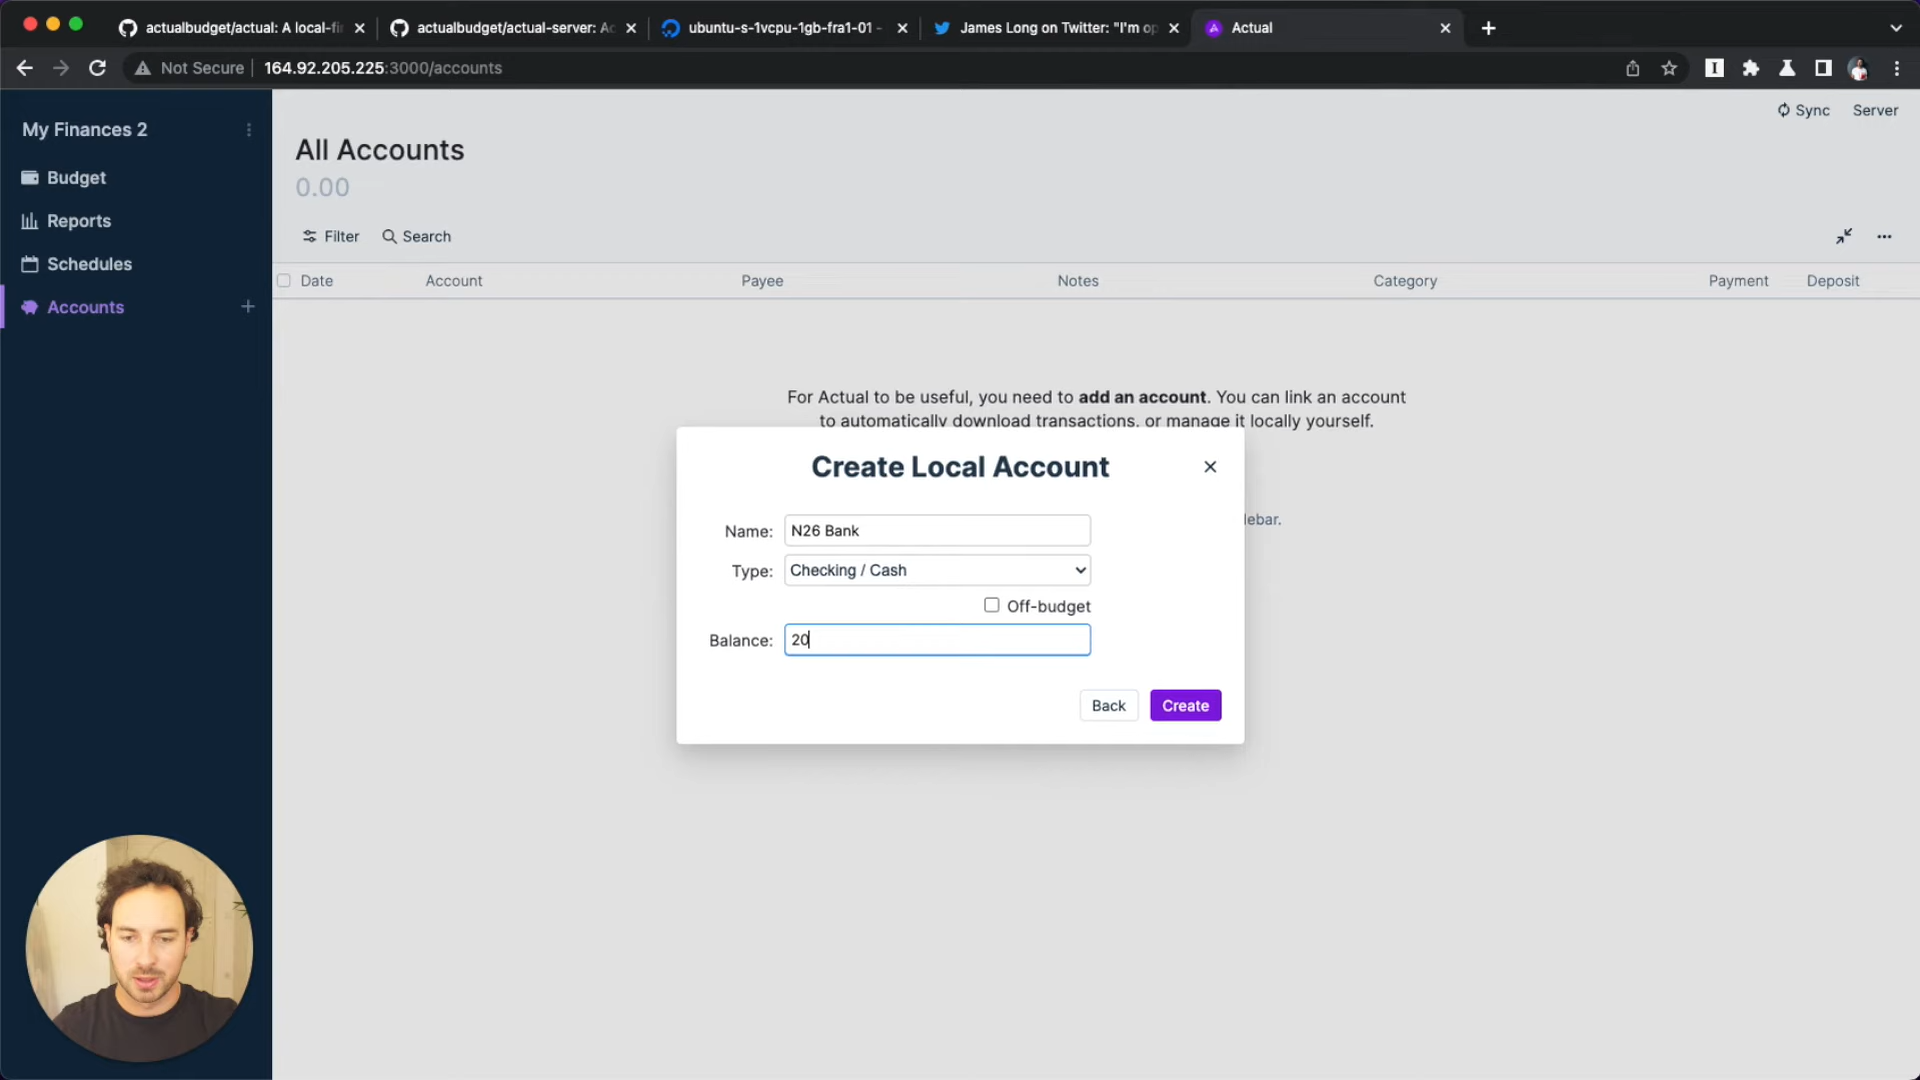 actualbudget/actual: A local-fi
actualbudget/actual-server: Ac
ubuntu-s-1vcpu-1gb-fra1-01 -
James Long on Twitter: "I'm op
Actual
Not Secure
164.92.205.225:3000/accounts
My Finances 2
Budget
Reports
Schedules
Accounts
Sync
Server
All Accounts
0.00
Filter
Search
Date
Account
Payee
Notes
Category
Payment
Deposit
For Actual to be useful, you need to add an account. You can link an account
to automatically download transactions, or manage it locally yourself.
lebar.
Create Local Account
Name: N26 Bank
Type: Checking / Cash
Off-budget
Balance: 20
Back
Create